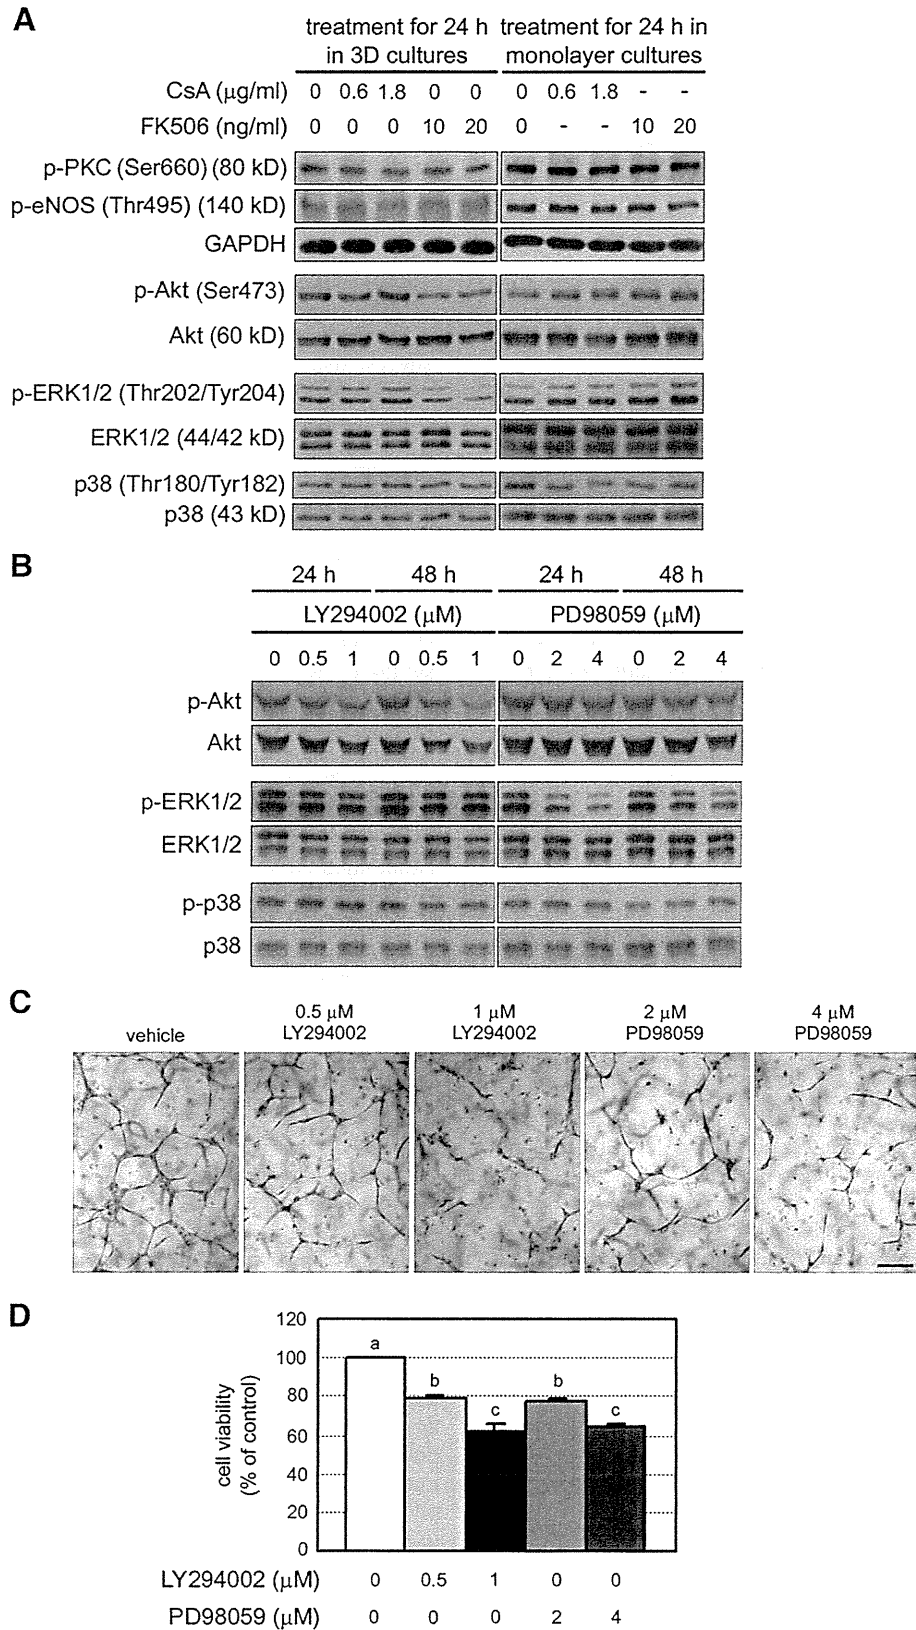 A
treatment for 24 h
in 3D cultures
treatment for 24 h in
monolayer cultures
CsA (µg/ml) 0 0.6 1.8 0 0 0 0.6 1.8 - -
FK506 (ng/ml) 0 0 0 10 20 0 - - 10 20
p-PKC (Ser660) (80 kD)
p-eNOS (Thr495) (140 kD)
GAPDH
p-Akt (Ser473)
Akt (60 kD)
p-ERK1/2 (Thr202/Tyr204)
ERK1/2 (44/42 kD)
p38 (Thr180/Tyr182)
p38 (43 kD)
B
24 h 48 h 24 h 48 h
LY294002 (µM) PD98059 (µM)
0 0.5 1 0 0.5 1 0 2 4 0 2 4
p-Akt
Akt
p-ERK1/2
ERK1/2
p-p38
p38
C
vehicle
0.5 µM
LY294002
1 µM
LY294002
2 µM
PD98059
4 µM
PD98059
D
cell viability
(% of control)
120
100
80
60
40
20
0
a b c b c
LY294002 (µM) 0 0.5 1 0 0
PD98059 (µM) 0 0 0 2 4